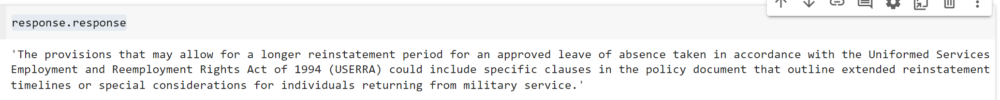 response.response
'The provisions that may allow for a longer reinstatement period for an approved leave of absence taken in accordance with the Uniformed Services
Employment and Reemployment Rights Act of 1994 (USERRA) could include specific clauses in the policy document that outline extended reinstatement
timelines or special considerations for individuals returning from military service.'